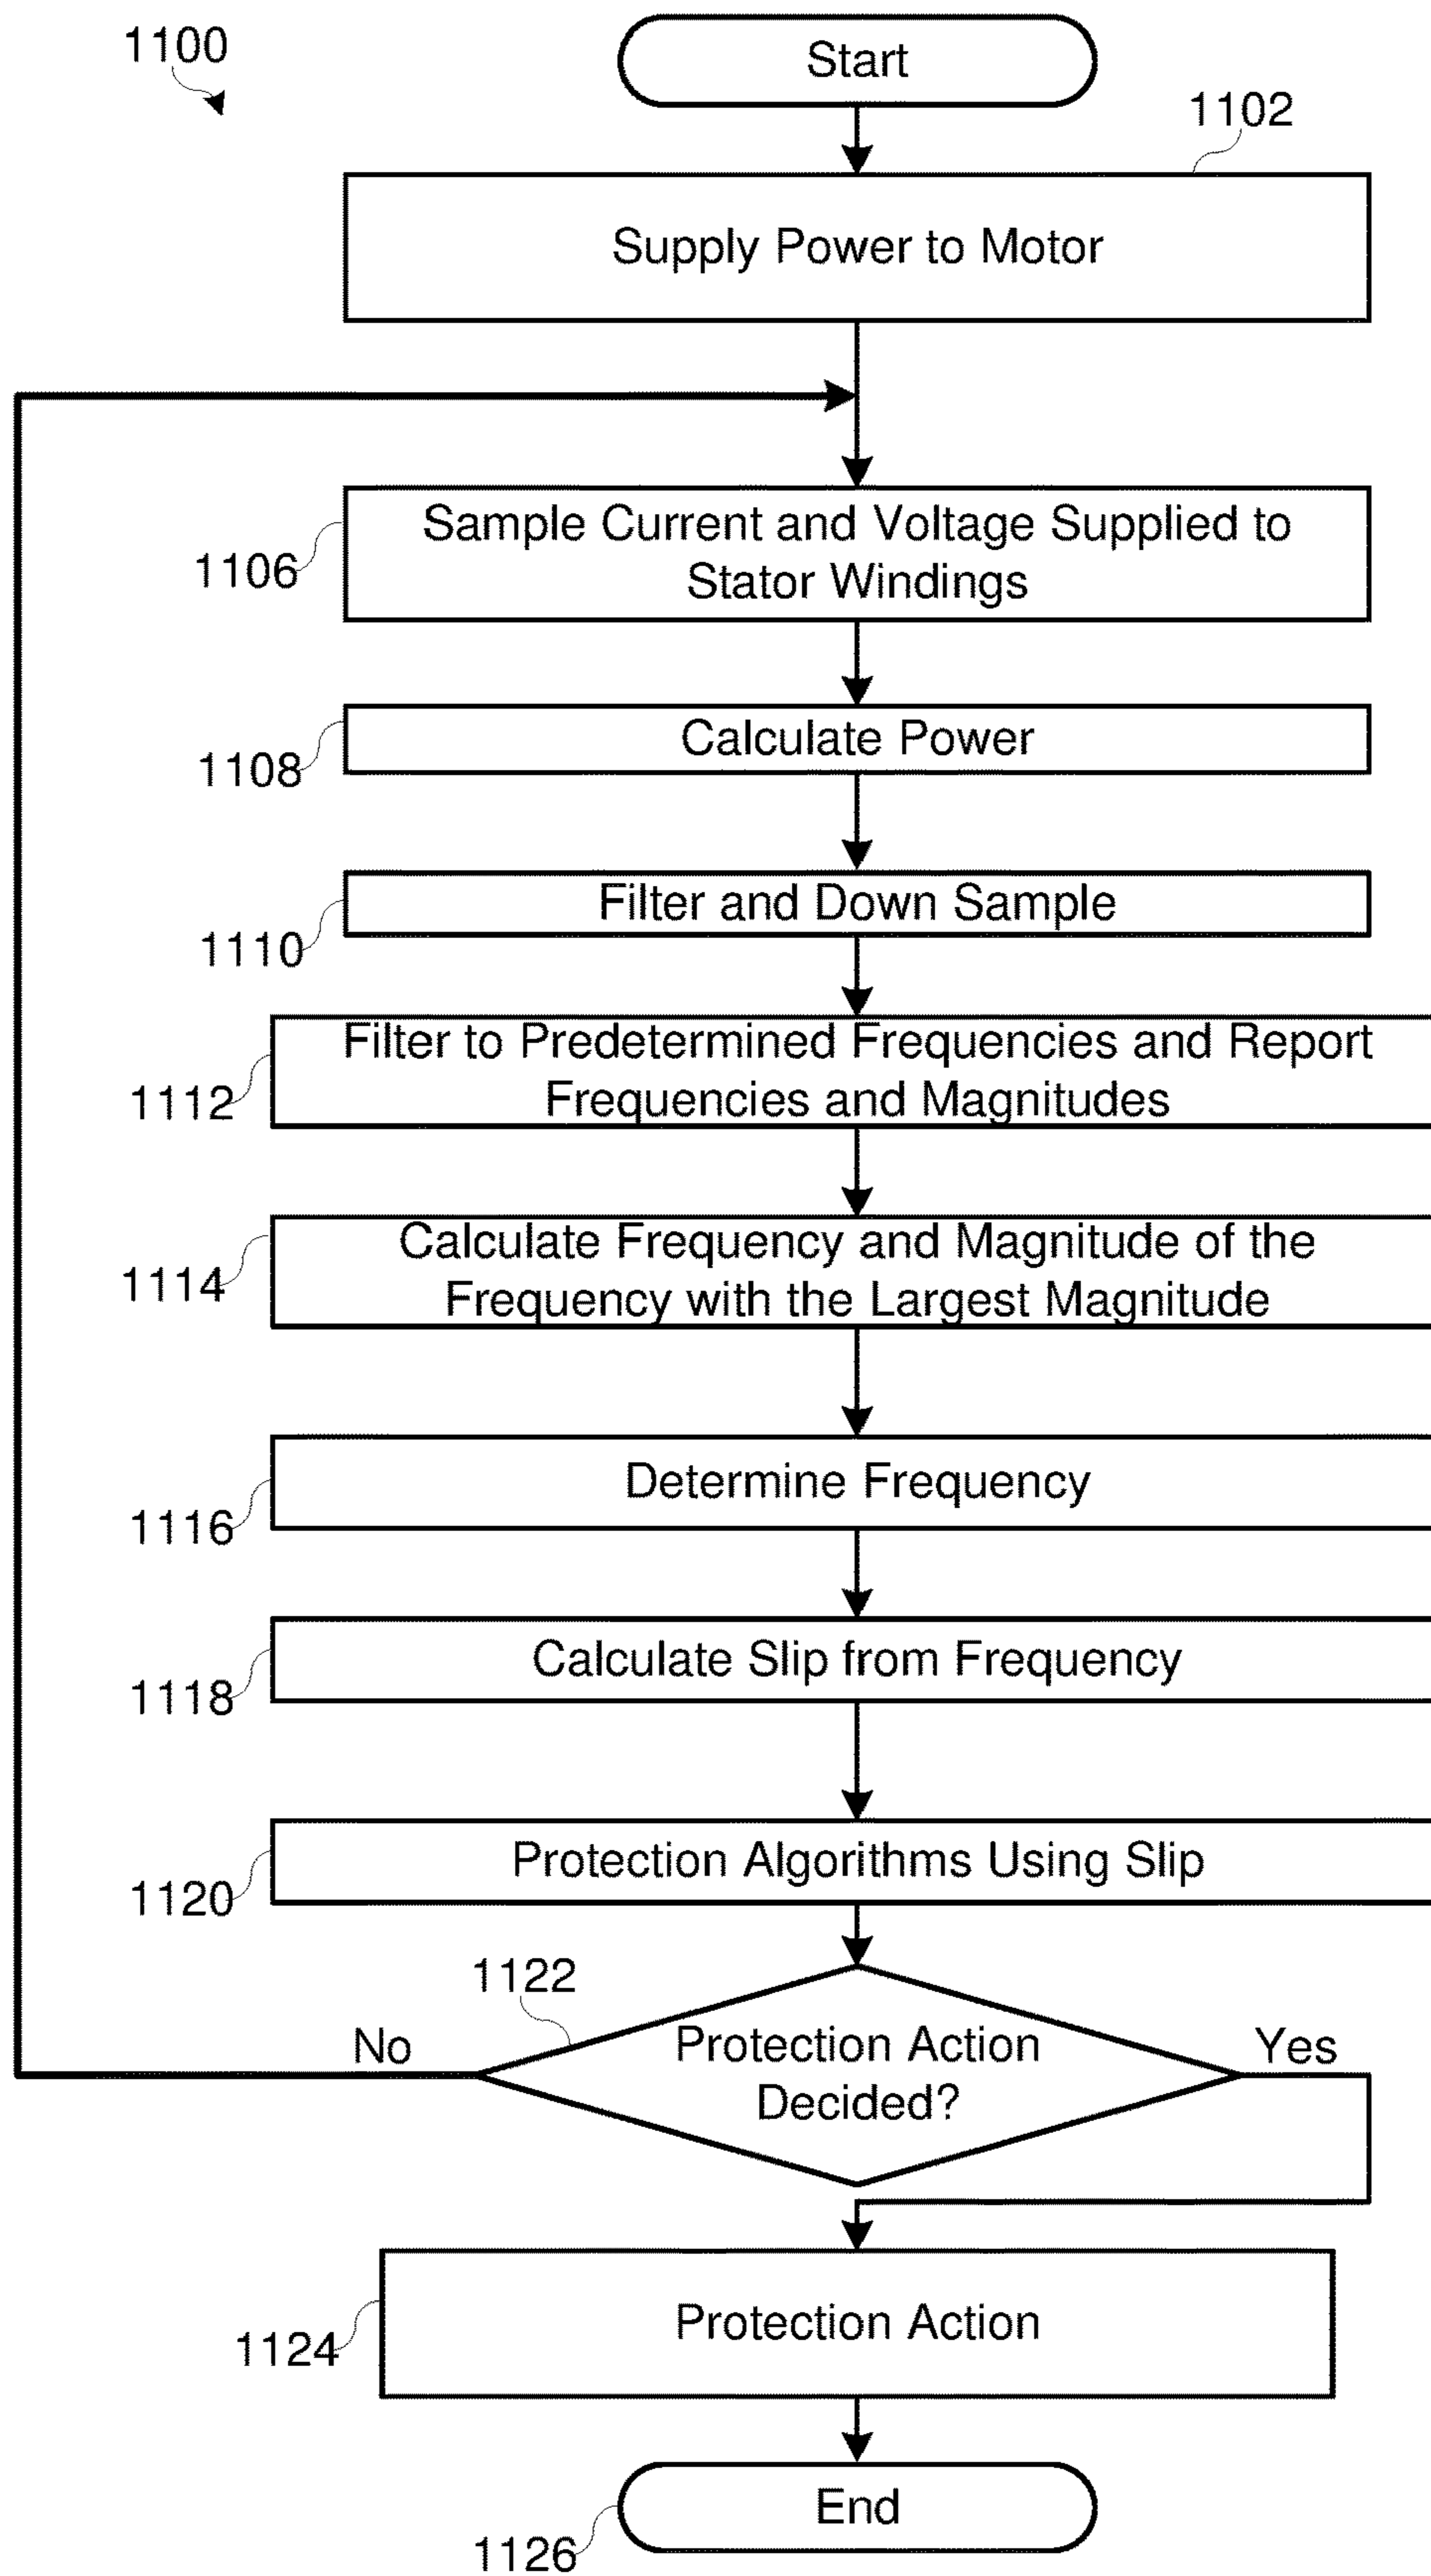 1100
Start
1102
Supply Power to Motor
Sample Current and Voltage Supplied to
Stator Windings
1106
Calculate Power
1108
Filter and Down Sample
1110
Filter to Predetermined Frequencies and Report
Frequencies and Magnitudes
1112
Calculate Frequency and Magnitude of the
Frequency with the Largest Magnitude
1114
Determine Frequency
1116
Calculate Slip from Frequency
1118
Protection Algorithms Using Slip
1120
1122
No
Protection Action
Decided?
Yes
Protection Action
1124
End
1126